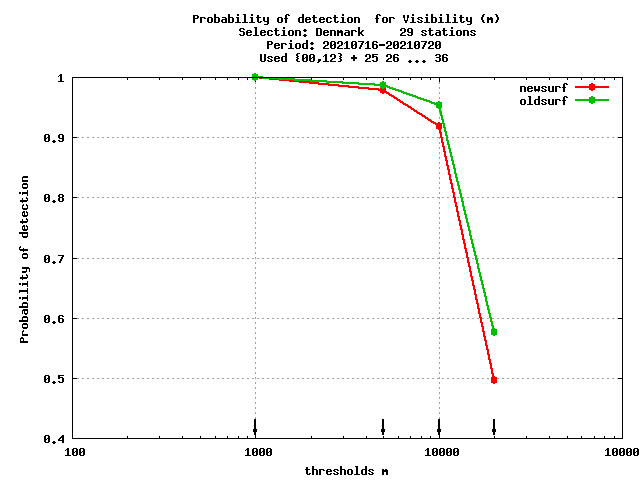 Probability of detection  for Visibility (m)
Selection: Denmark     29 stations
Period: 20210716-20210720
Used {00,12} + 25 26 ... 36
newsurf
oldsurf
Probability of detection
1
0.9
0.8
0.7
0.6
0.5
0.4
100 1000 10000 10000
thresholds m